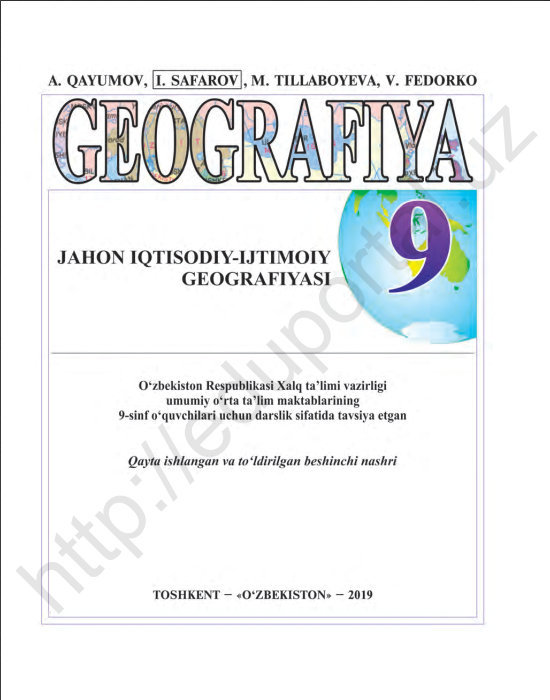 A. QAYUMOV, I. SAFAROV, M. TILLABOYEVA, V. FEDORKO
GEOGRAFIYA
9
JAHON IQTISODIY-IJTIMOIY
GEOGRAFIYASI
O‘zbekiston Respublikasi Xalq ta’limi vazirligi
umumiy o‘rta ta’lim maktablarining
9-sinf o‘quvchilari uchun darslik sifatida tavsiya etgan
Qayta ishlangan va to‘ldirilgan beshinchi nashri
TOSHKENT – «O‘ZBEKISTON» – 2019
http://eduportal.uz